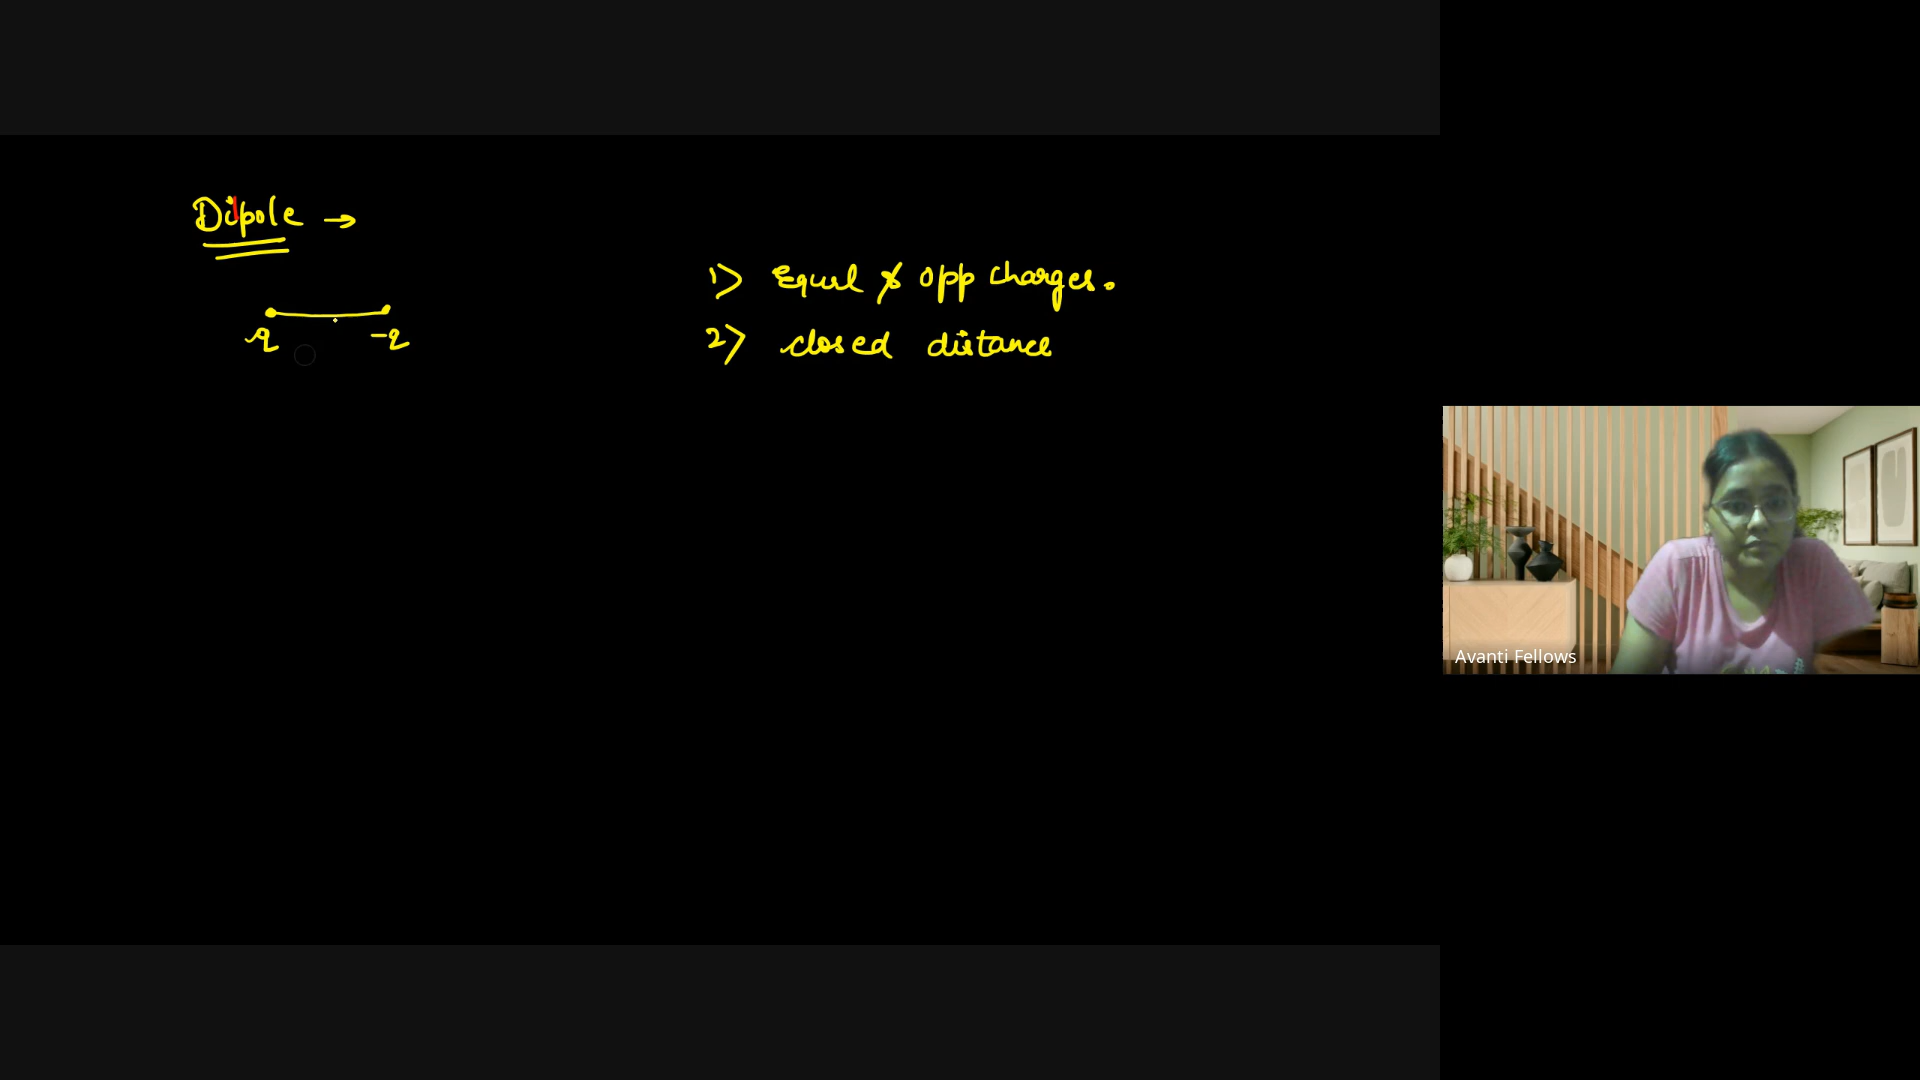 Dipole →
1) Equal & opp charges.
2) closed distance
q -q
Avanti Fellows